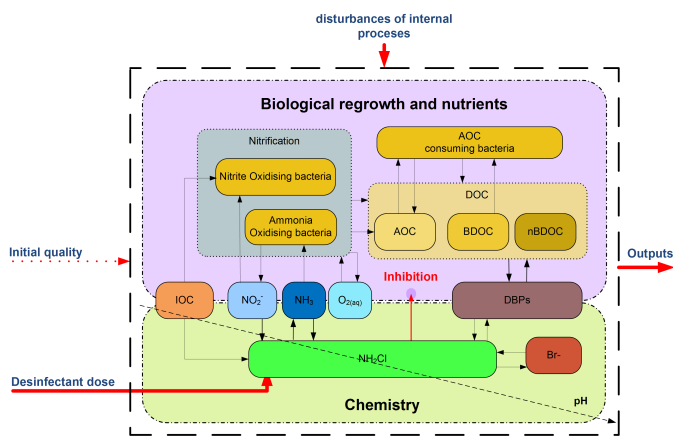 disturbances of internal
proceses
Biological regrowth and nutrients
Nitrification
AOC
consuming bacteria
Nitrite Oxidising bacteria
DOC
Ammonia
Oxidising bacteria
AOC
BDOC
nBDOC
Initial quality
Outputs
Inhibition
IOC
NO₂⁻
NH₃
O₂(aq)
DBPs
NH₂Cl
Br-
Desinfectant dose
pH
Chemistry